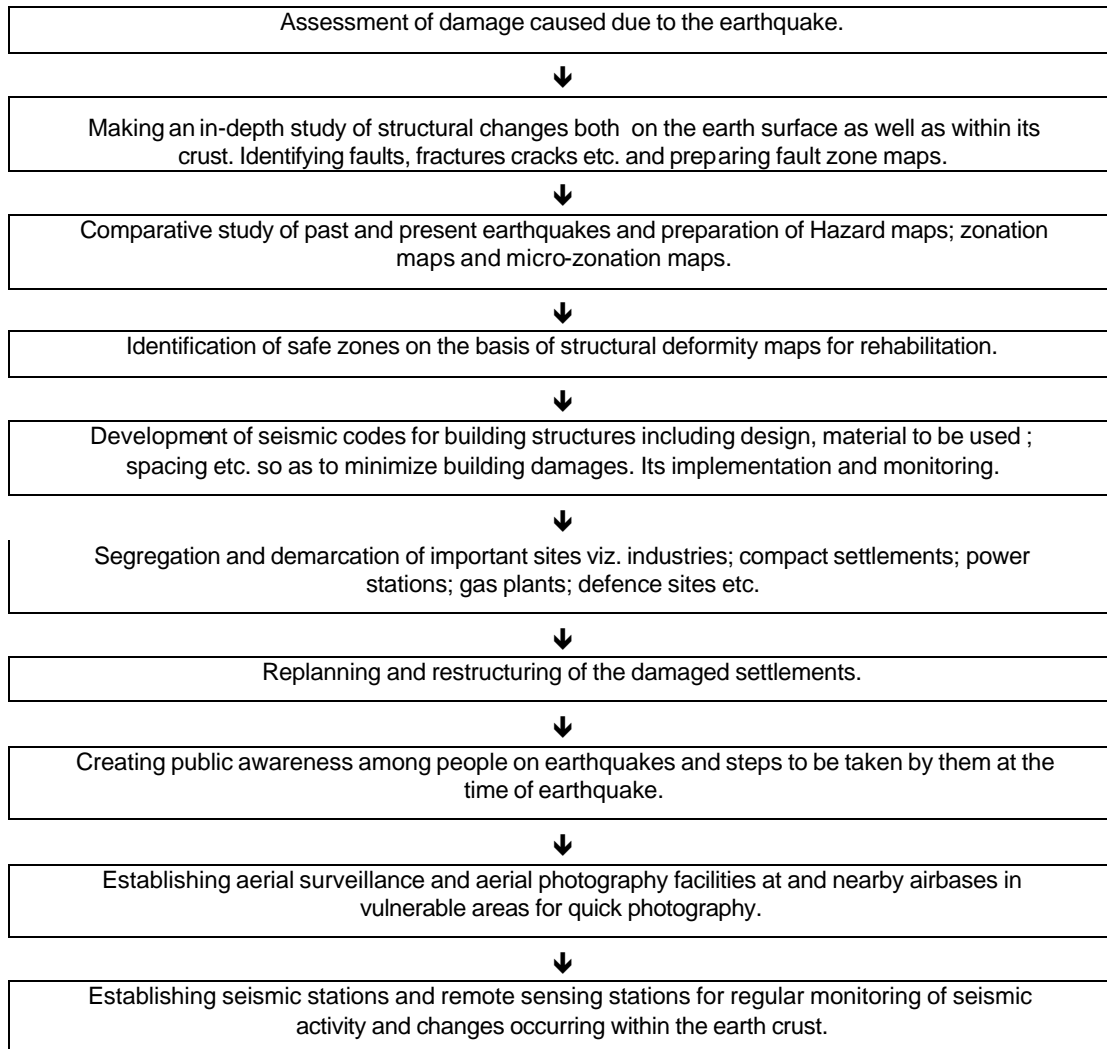 Assessment of damage caused due to the earthquake.
Making an in-depth study of structural changes both on the earth surface as well as within its
crust. Identifying faults, fractures cracks etc. and preparing fault zone maps.
Comparative study of past and present earthquakes and preparation of Hazard maps; zonation
maps and micro-zonation maps.
Identification of safe zones on the basis of structural deformity maps for rehabilitation.
Development of seismic codes for building structures including design, material to be used ;
spacing etc. so as to minimize building damages. Its implementation and monitoring.
Segregation and demarcation of important sites viz. industries; compact settlements; power
stations; gas plants; defence sites etc.
Replanning and restructuring of the damaged settlements.
Creating public awareness among people on earthquakes and steps to be taken by them at the
time of earthquake.
Establishing aerial surveillance and aerial photography facilities at and nearby airbases in
vulnerable areas for quick photography.
Establishing seismic stations and remote sensing stations for regular monitoring of seismic
activity and changes occurring within the earth crust.